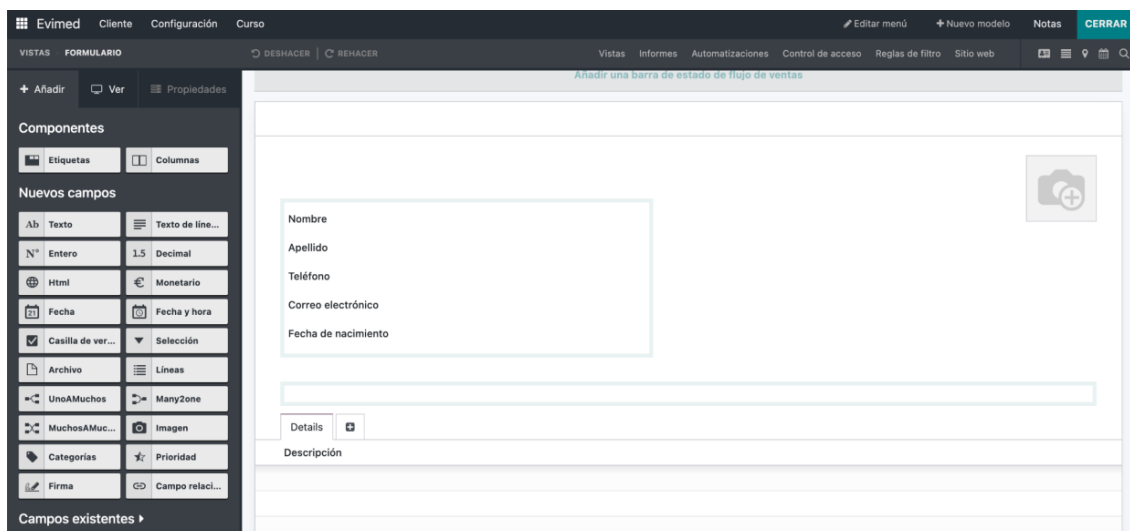 Evimed Cliente Configuración Curso Editar menú + Nuevo modelo Notas CERRAR
VISTAS FORMULARIO DESHACER REHACER Vistas Informes Automatizaciones Control de acceso Reglas de filtro Sitio web
+ Añadir Ver Propiedades
Añadir una barra de estado de flujo de ventas
Componentes
Etiquetas Columnas
Nuevos campos
Ab Texto Texto de líne...
N° Entero 1.5 Decimal
Html € Monetario
21 Fecha Fecha y hora
Casilla de ver... Selección
Archivo Líneas
UnoAMuchos Many2one
MuchosAMuc... Imagen
Categorías Prioridad
Firma Campo relaci...
Campos existentes
Nombre
Apellido
Teléfono
Correo electrónico
Fecha de nacimiento
Details
Descripción